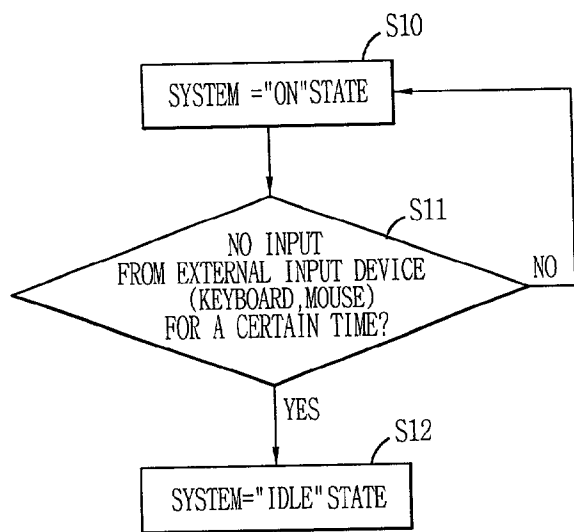 S10
SYSTEM ="ON"STATE
S11
NO INPUT
FROM EXTERNAL INPUT DEVICE
(KEYBOARD,MOUSE)
FOR A CERTAIN TIME?
NO
YES
S12
SYSTEM="IDLE"STATE